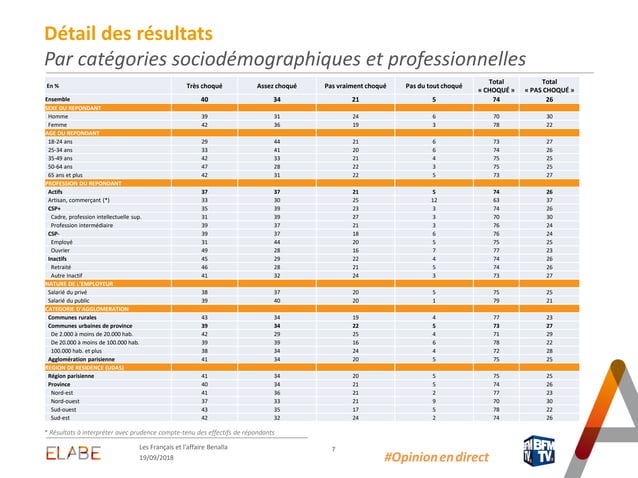 Détail des résultats
Par catégories sociodémographiques et professionnelles
En % Très choqué Assez choqué Pas vraiment choqué Pas du tout choqué Total « CHOQUÉ » Total « PAS CHOQUÉ »
Ensemble 40 34 21 5 74 26
SEXE DU REPONDANT
Homme 39 31 24 6 70 30
Femme 42 36 19 3 78 22
AGE DU REPONDANT
18-24 ans 29 44 21 6 73 27
25-34 ans 33 41 20 6 74 26
35-49 ans 42 33 21 4 75 25
50-64 ans 47 28 22 3 75 25
65 ans et plus 42 31 22 5 73 27
PROFESSION DU REPONDANT
Actifs 37 37 21 5 74 26
Artisan, commerçant (*) 33 30 25 12 63 37
CSP+ 35 39 23 3 74 26
Cadre, profession intellectuelle sup. 31 39 27 3 70 30
Profession intermédiaire 39 37 21 3 76 24
CSP- 39 37 18 6 76 24
Employé 31 44 20 5 75 25
Ouvrier 49 28 16 7 77 23
Inactifs 45 29 22 4 74 26
Retraité 46 28 21 5 74 26
Autre Inactif 41 32 24 3 73 27
NATURE DE L'EMPLOYEUR
Salarié du privé 38 37 20 5 75 25
Salarié du public 39 40 20 1 79 21
CATEGORIE D'AGGLOMERATION
Communes rurales 43 34 19 4 77 23
Communes urbaines de province 39 34 22 5 73 27
De 2.000 à moins de 20.000 hab. 42 29 25 4 71 29
De 20.000 à moins de 100.000 hab. 39 39 16 6 78 22
100.000 hab. et plus 38 34 24 4 72 28
Agglomération parisienne 41 34 20 5 75 25
REGION DE RESIDENCE (UDA5)
Région parisienne 41 34 20 5 75 25
Province 40 34 21 5 74 26
Nord-est 41 36 21 2 77 23
Nord-ouest 37 33 21 9 70 30
Sud-ouest 43 35 17 5 78 22
Sud-est 42 32 24 2 74 26
* Résultats à interpréter avec prudence compte-tenu des effectifs de répondants
ELABE
Les Français et l'affaire Benalla
19/09/2018
7
#Opinionendirect
BFM
TV.